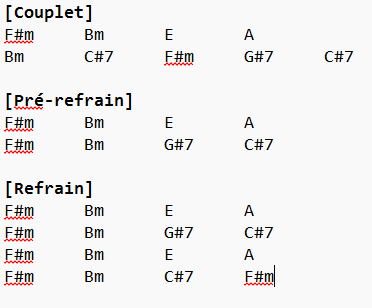 [Couplet]
F#m Bm E A
Bm C#7 F#m G#7 C#7
[Pré-refrain]
F#m Bm E A
F#m Bm G#7 C#7
[Refrain]
F#m Bm E A
F#m Bm G#7 C#7
F#m Bm E A
F#m Bm C#7 F#m